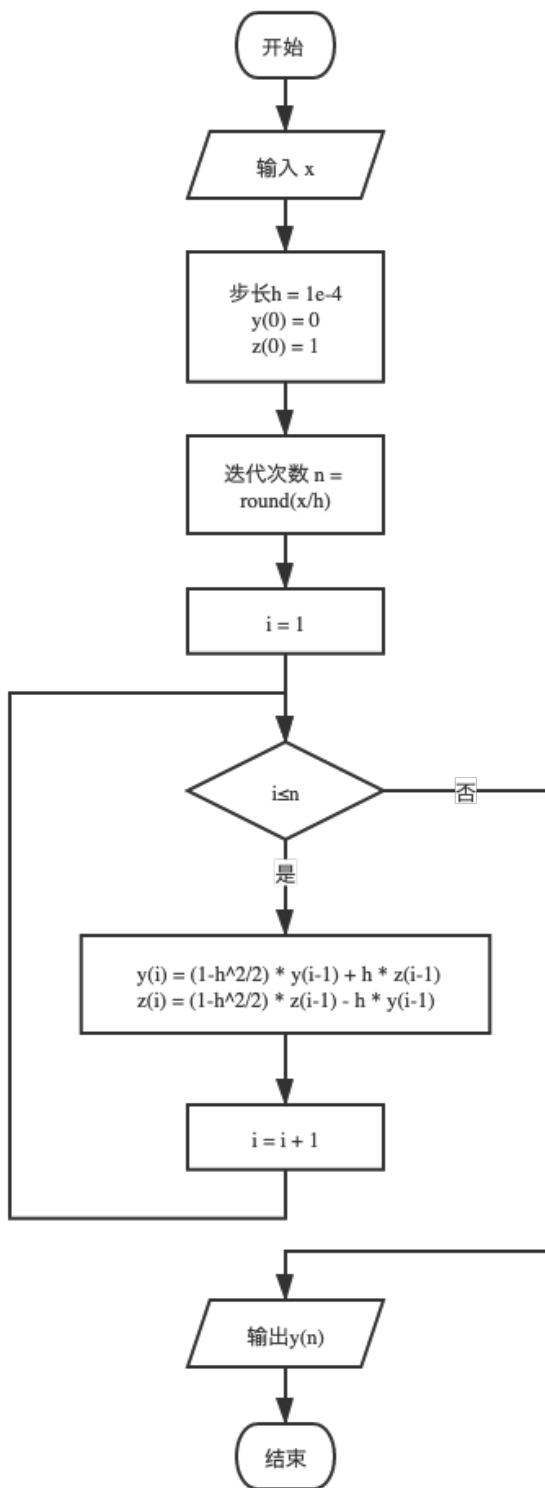 开始
输入 x
步长h = 1e-4
y(0) = 0
z(0) = 1
迭代次数 n =
round(x/h)
i = 1
i≤n
否
是
y(i) = (1-h^2/2) * y(i-1) + h * z(i-1)
z(i) = (1-h^2/2) * z(i-1) - h * y(i-1)
i = i + 1
输出y(n)
结束